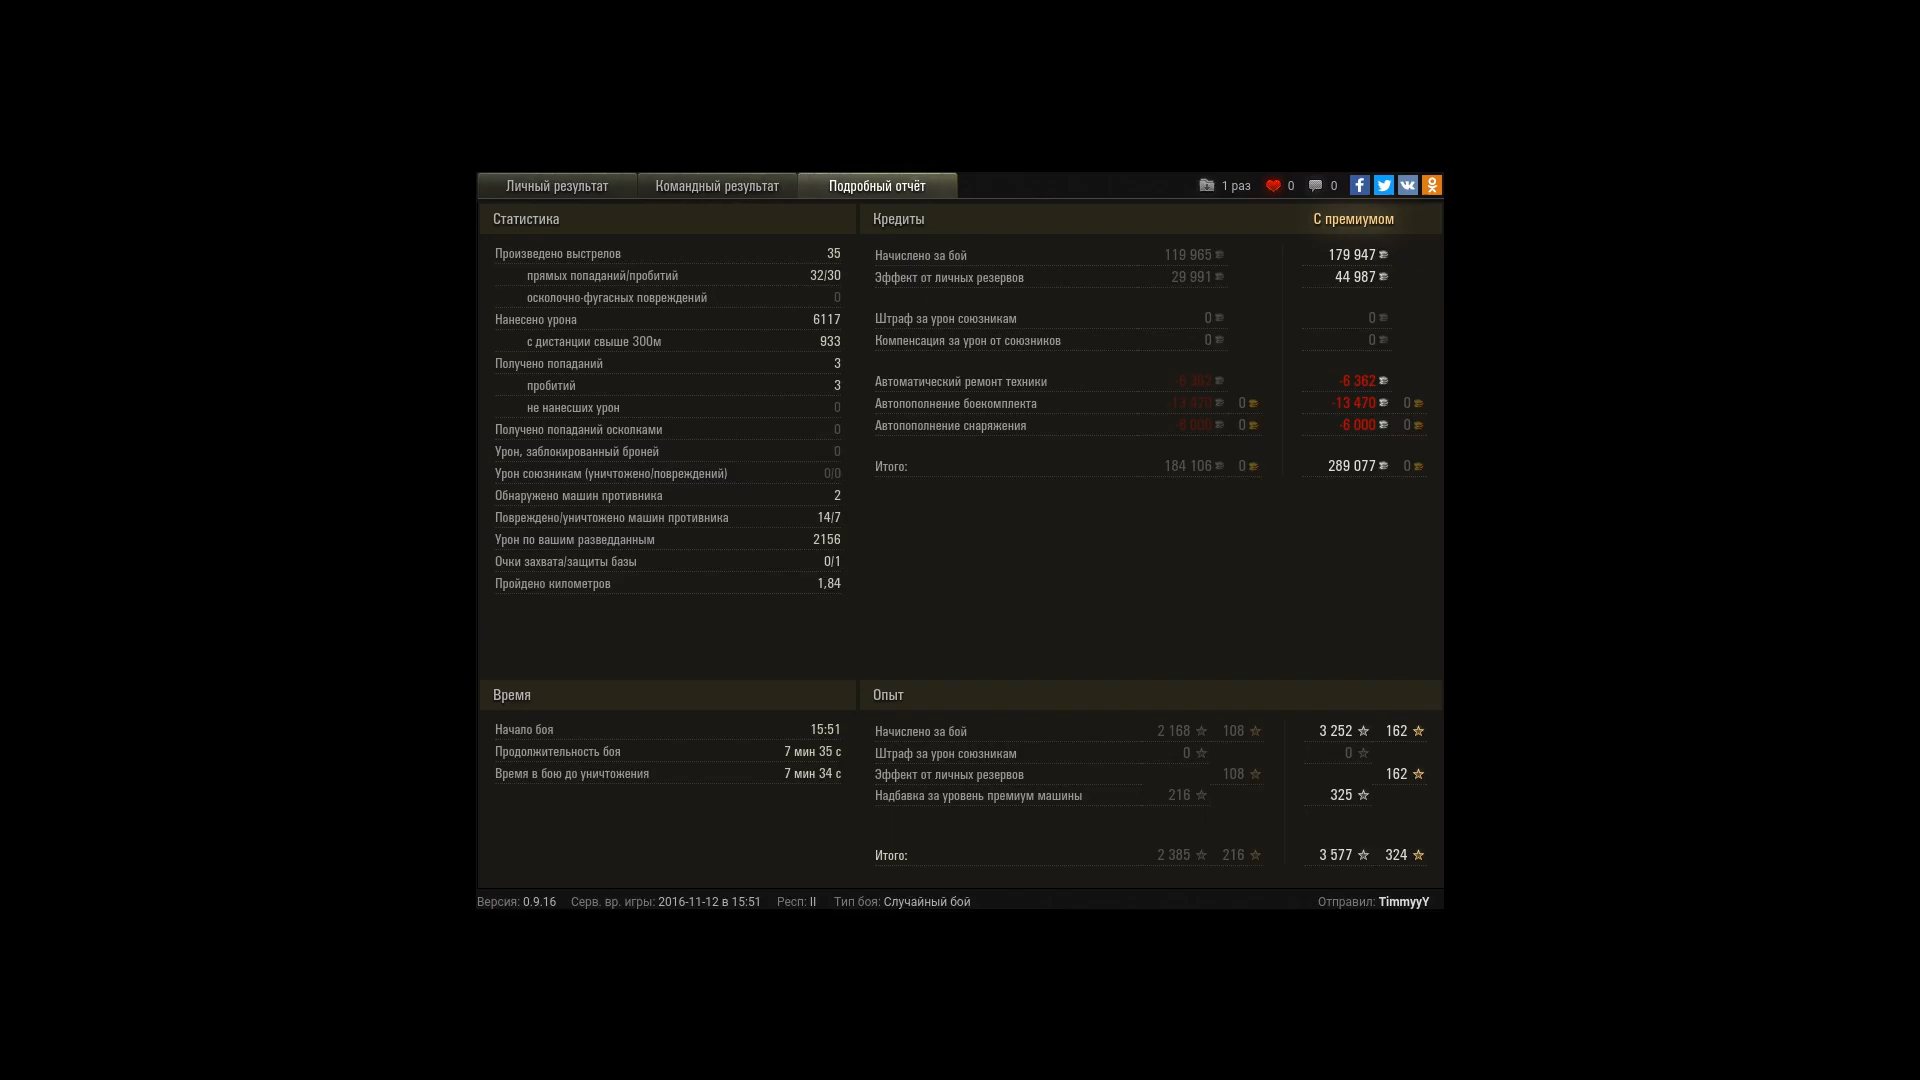 Личный результат Командный результат Подробный отчёт 1 раз 0 0
Статистика
Произведено выстрелов 35
прямых попаданий/пробитий 32/30
осколочно-фугасных повреждений 0
Нанесено урона 6117
с дистанции свыше 300м 933
Получено попаданий 3
пробитий 3
не нанесших урон 0
Получено попаданий осколками 0
Урон, заблокированный броней 0
Урон союзникам (уничтожено/повреждений) 0/0
Обнаружено машин противника 2
Повреждено/уничтожено машин противника 14/7
Урон по вашим разведданным 2156
Очки захвата/защиты базы 0/1
Пройдено километров 1,84
Кредиты С премиумом
Начислено за бой 119 965 179 947
Эффект от личных резервов 29 991 44 987
Штраф за урон союзникам 0 0
Компенсация за урон от союзников 0 0
Автоматический ремонт техники -6 362 -6 362
Автопополнение боекомплекта -13 470 0 -13 470 0
Автопополнение снаряжения -6 000 0 -6 000 0
Итого: 184 106 0 289 077 0
Время
Начало боя 15:51
Продолжительность боя 7 мин 35 с
Время в бою до уничтожения 7 мин 34 с
Опыт
Начислено за бой 2 168 108 3 252 162
Штраф за урон союзникам 0 0
Эффект от личных резервов 108 162
Надбавка за уровень премиум машины 216 325
Итого: 2 385 216 3 577 324
Версия: 0.9.16 Серв. вр. игры: 2016-11-12 в 15:51 Респ: II Тип боя: Случайный бой Отправил: TimmyyY